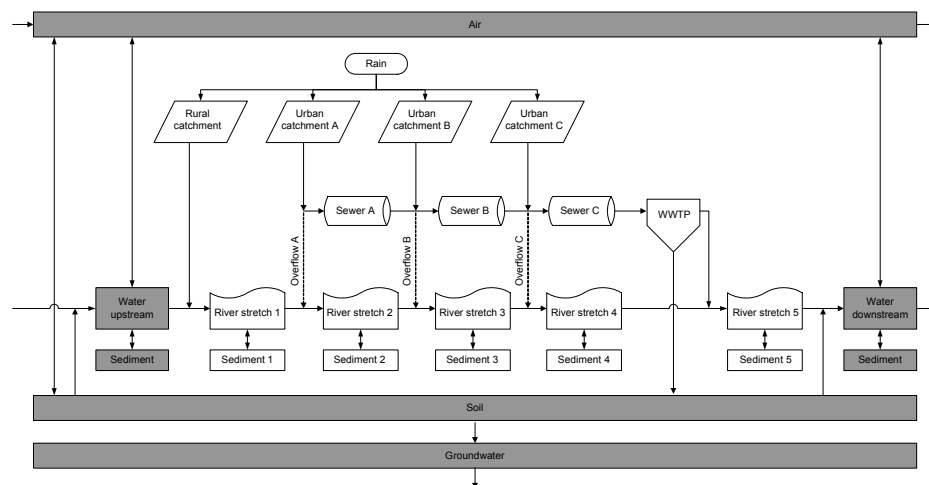 Air
Rain
Rural
catchment
Urban
catchment A
Urban
catchment B
Urban
catchment C
Sewer A
Sewer B
Sewer C
WWTP
Overflow A
Overflow B
Overflow C
Water
upstream
River stretch 1
River stretch 2
River stretch 3
River stretch 4
River stretch 5
Water
downstream
Sediment
Sediment 1
Sediment 2
Sediment 3
Sediment 4
Sediment 5
Sediment
Soil
Groundwater